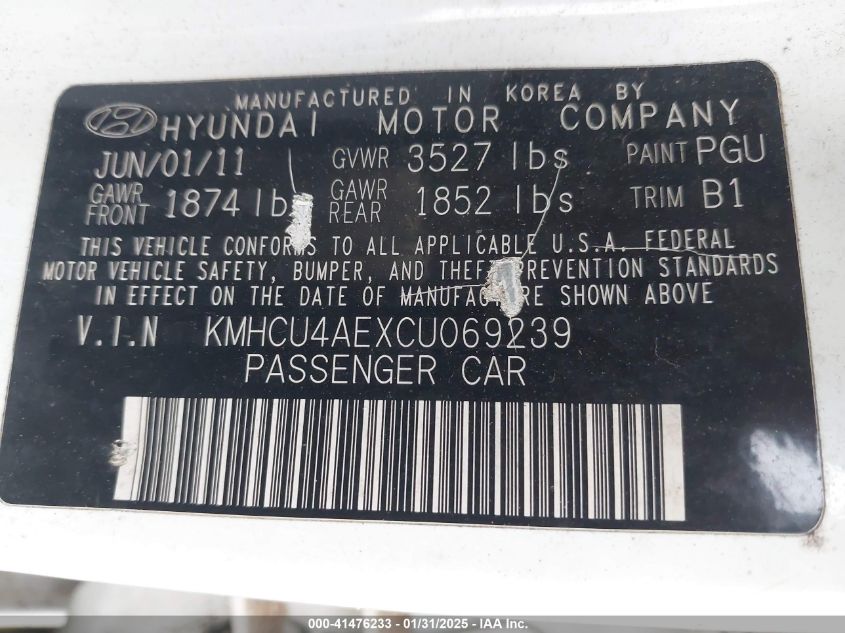 MANUFACTURED IN KOREA BY
HYUNDAI MOTOR COMPANY
JUN/01/11 GVWR 3527 lbs PAINT PGU
GAWR FRONT 1874 lb GAWR REAR 1852 lbs TRIM B1
THIS VEHICLE CONFORMS TO ALL APPLICABLE U.S.A. FEDERAL
MOTOR VEHICLE SAFETY, BUMPER, AND THEFT PREVENTION STANDARDS
IN EFFECT ON THE DATE OF MANUFACTURE SHOWN ABOVE
V.I.N KMHCU4AEXCU069239
PASSENGER CAR
000-41476233 - 01/31/2025 - IAA Inc.